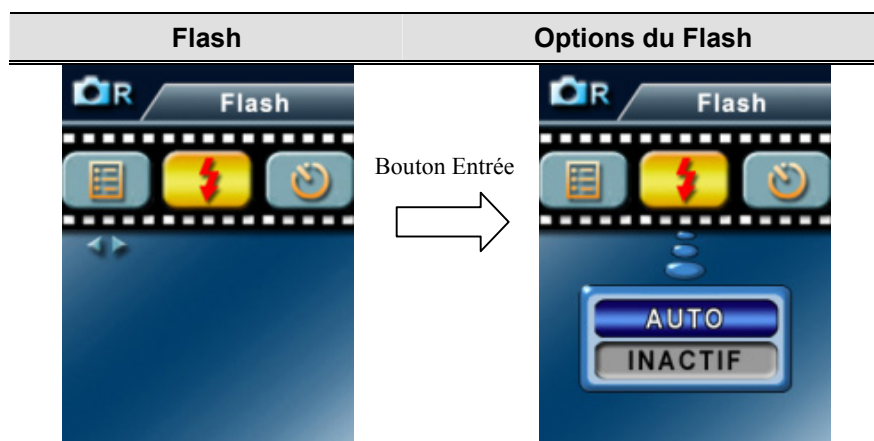 Flash Options du Flash
R Flash
Bouton Entrée
R Flash
AUTO
INACTIF